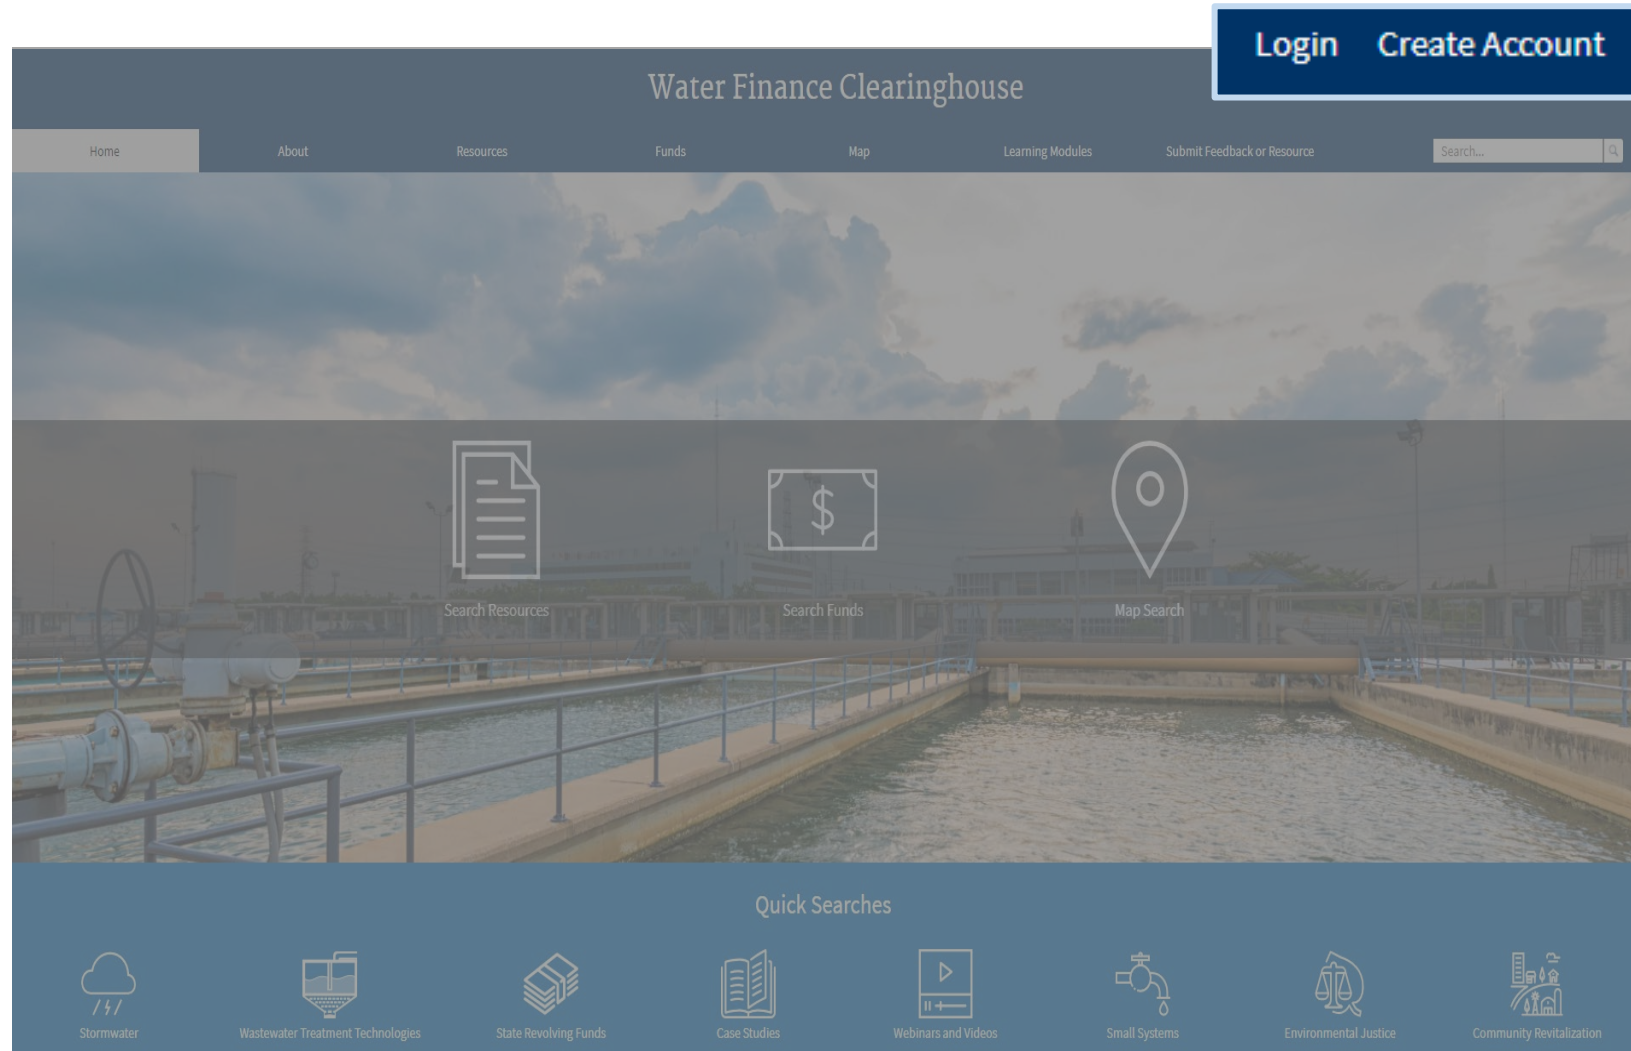 Login Create Account
Water Finance Clearinghouse
Home About Resources Funds Map Learning Modules Submit Feedback or Resource Search...
$
Search Resources Search Funds Map Search
Quick Searches
Stormwater Wastewater Treatment Technologies State Revolving Funds Case Studies Webinars and Videos Small Systems Environmental Justice Community Revitalization